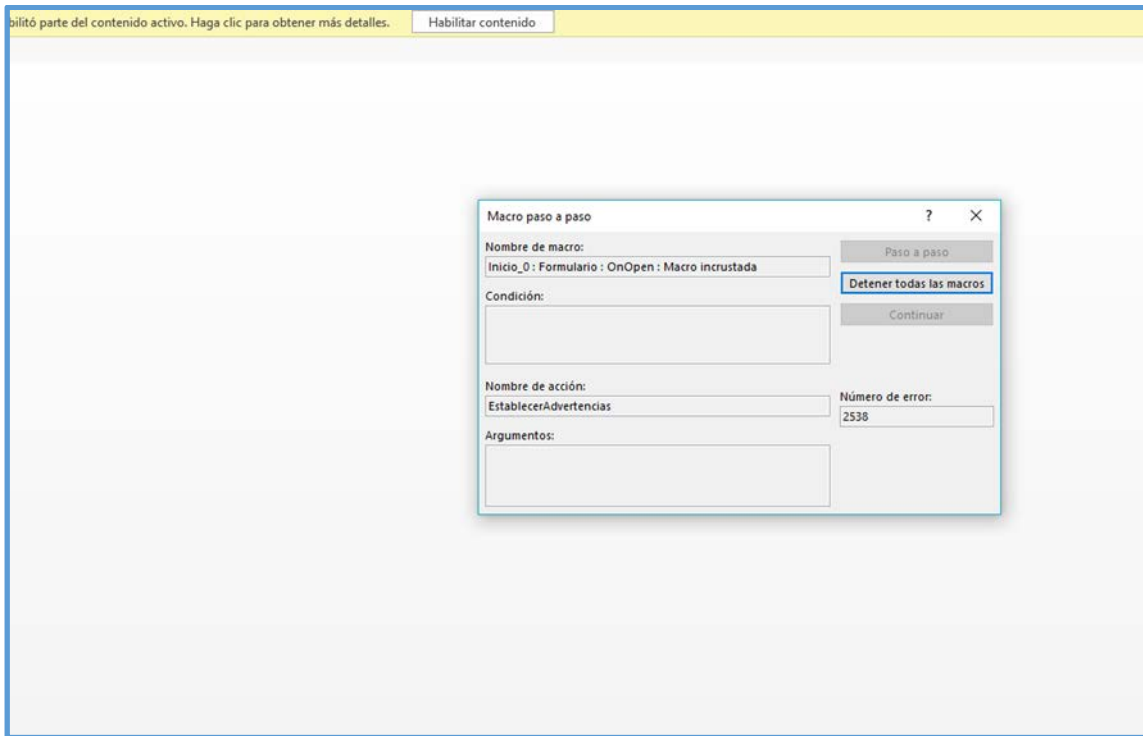 bilitó parte del contenido activo. Haga clic para obtener más detalles. Habilitar contenido
Macro paso a paso ?
Nombre de macro:
Inicio_0 : Formulario : OnOpen : Macro incrustada
Paso a paso
Detener todas las macros
Continuar
Condición:
Nombre de acción:
EstablecerAdvertencias
Número de error:
2538
Argumentos: